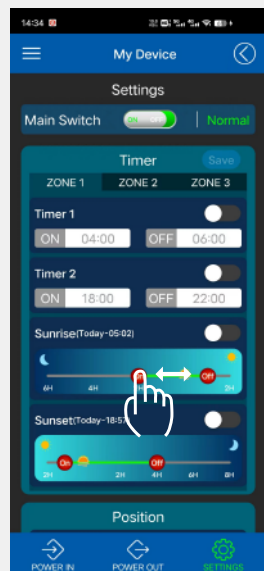 14:34
My Device
Settings
Main Switch ON OFF | Normal
Timer Save
ZONE 1 ZONE 2 ZONE 3
Timer 1
ON 04:00 OFF 06:00
Timer 2
ON 18:00 OFF 22:00
Sunrise(Today-05:02)
Off
6H 4H 2H
Sunset(Today-18:57)
On Off
2H 2H 4H 6H 8H
Position
POWER IN POWER OUT SETTINGS